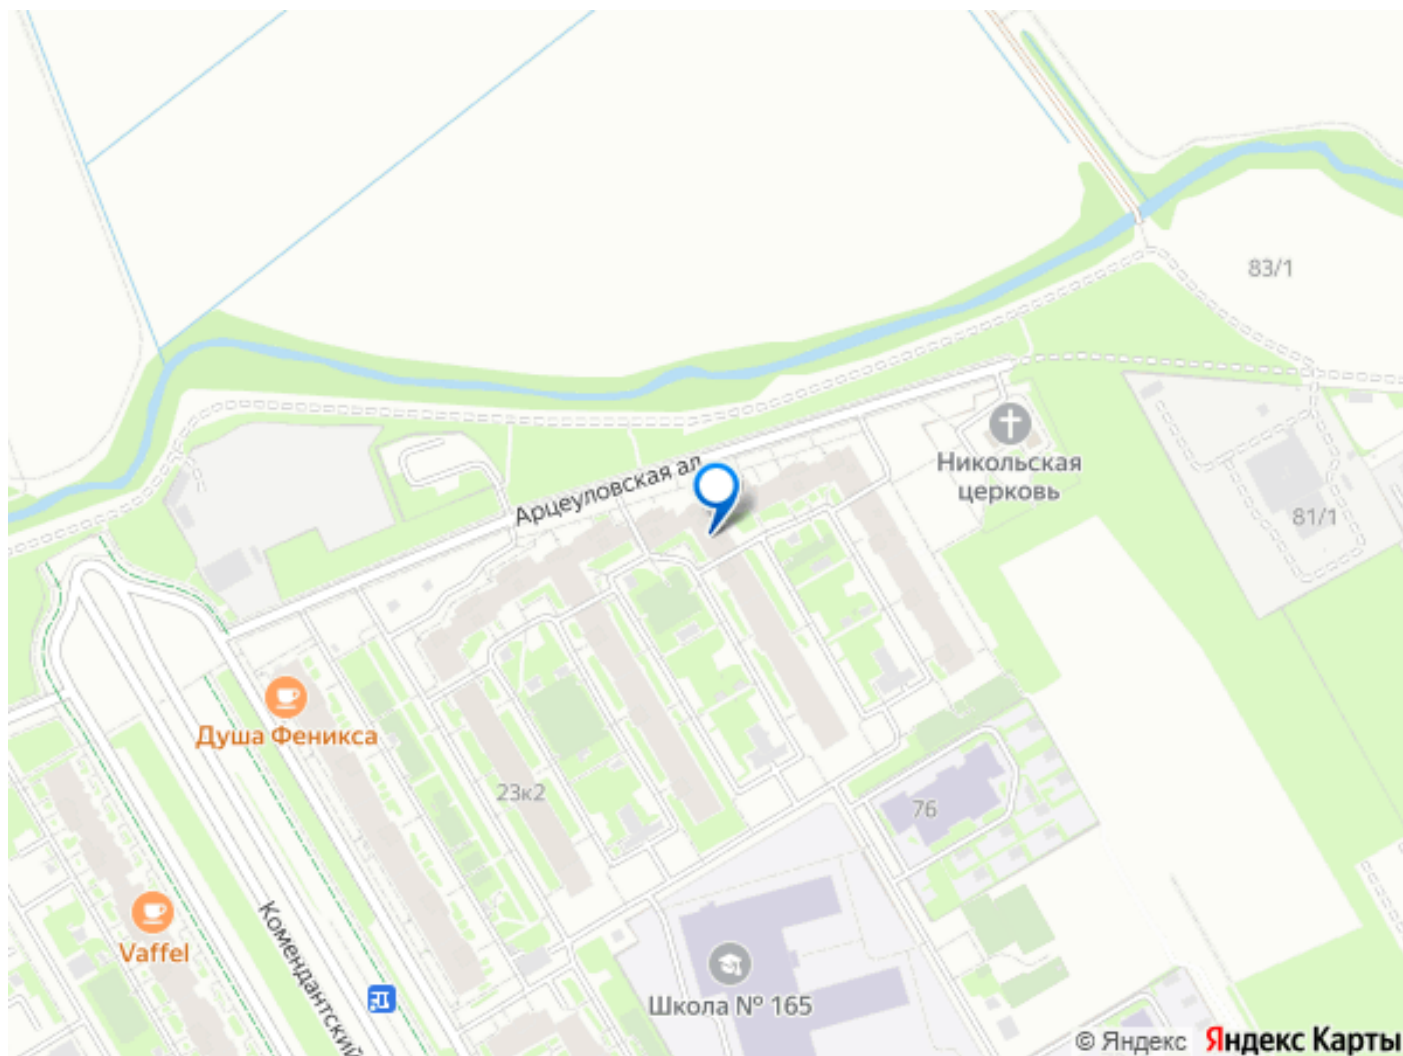 83/1
Арцеуловская ал.
Никольская
церковь
81/1
Душа Феникса
23к2
76
Vaffel
Комендантский
Школа № 165
© Яндекс Яндекс Карты